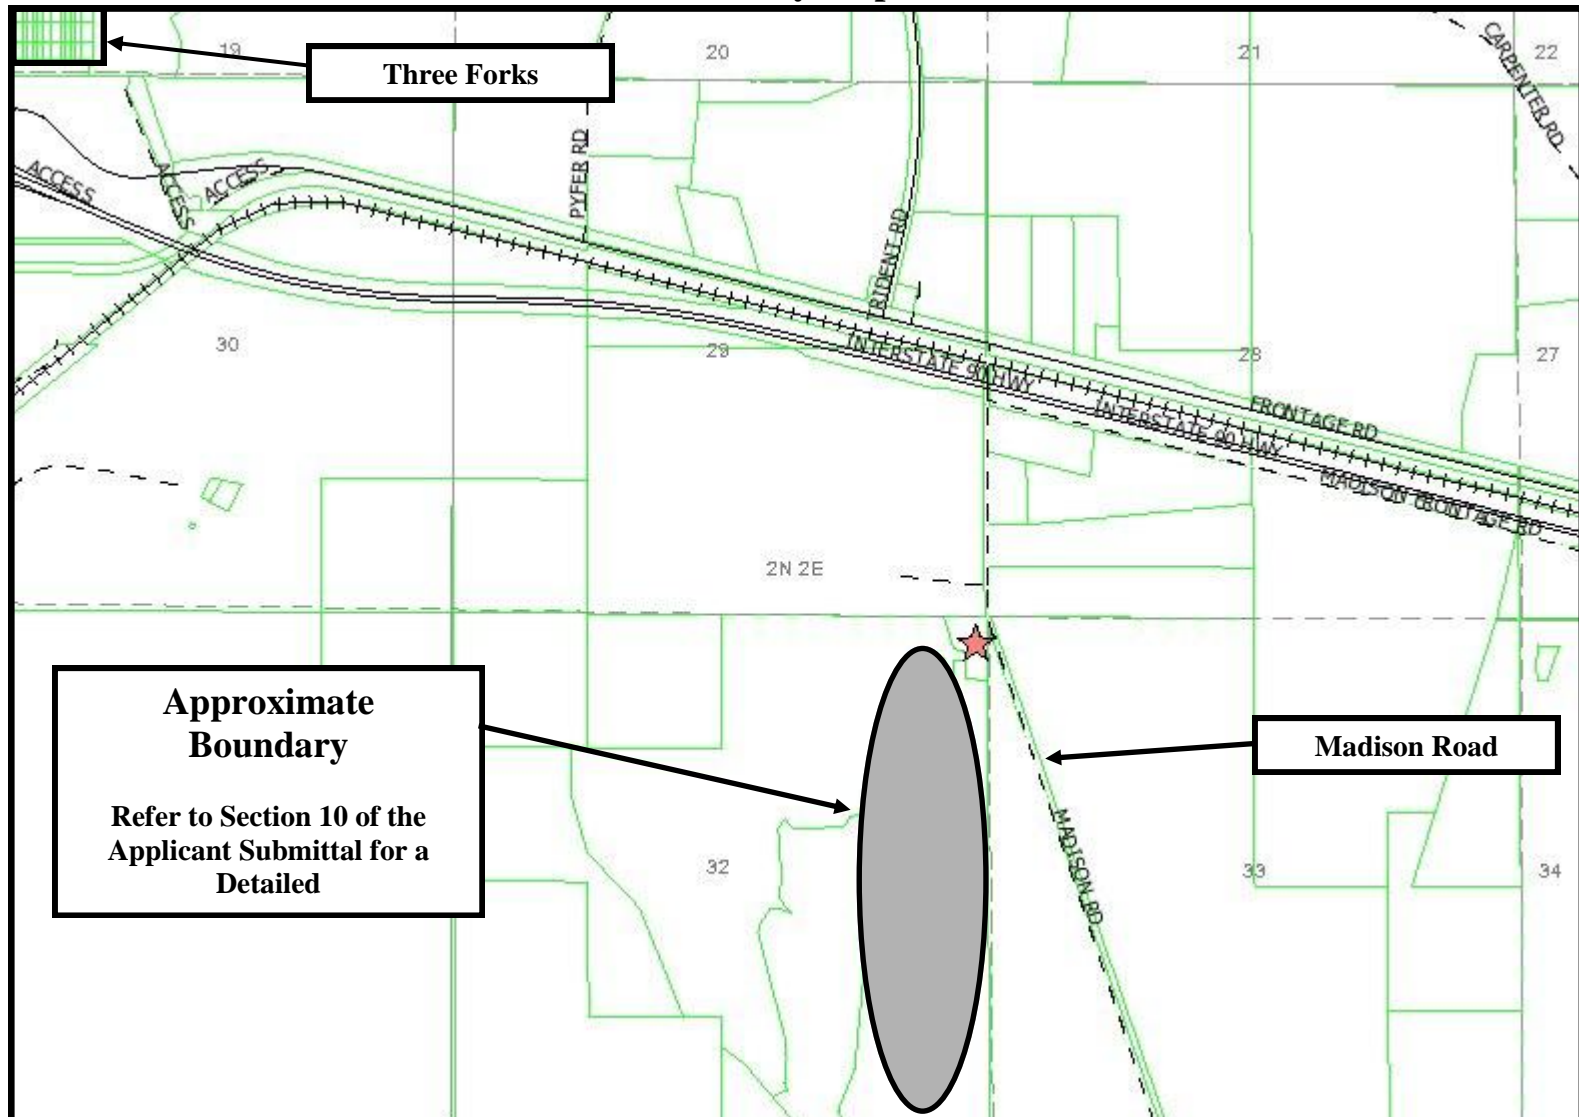 19
20
21
22
Three Forks
CARPENTER RD
ACCESS
ACCESS
ACCESS
PYFER RD
TRIDENT RD
30
29
28
27
INTERSTATE 90 HWY
INTERSTATE 90 HWY
FRONTAGE RD
MADISON FRONTAGE RD
2N 2E
Approximate
Boundary
Refer to Section 10 of the
Applicant Submittal for a
Detailed
Madison Road
MADISON RD
32
33
34